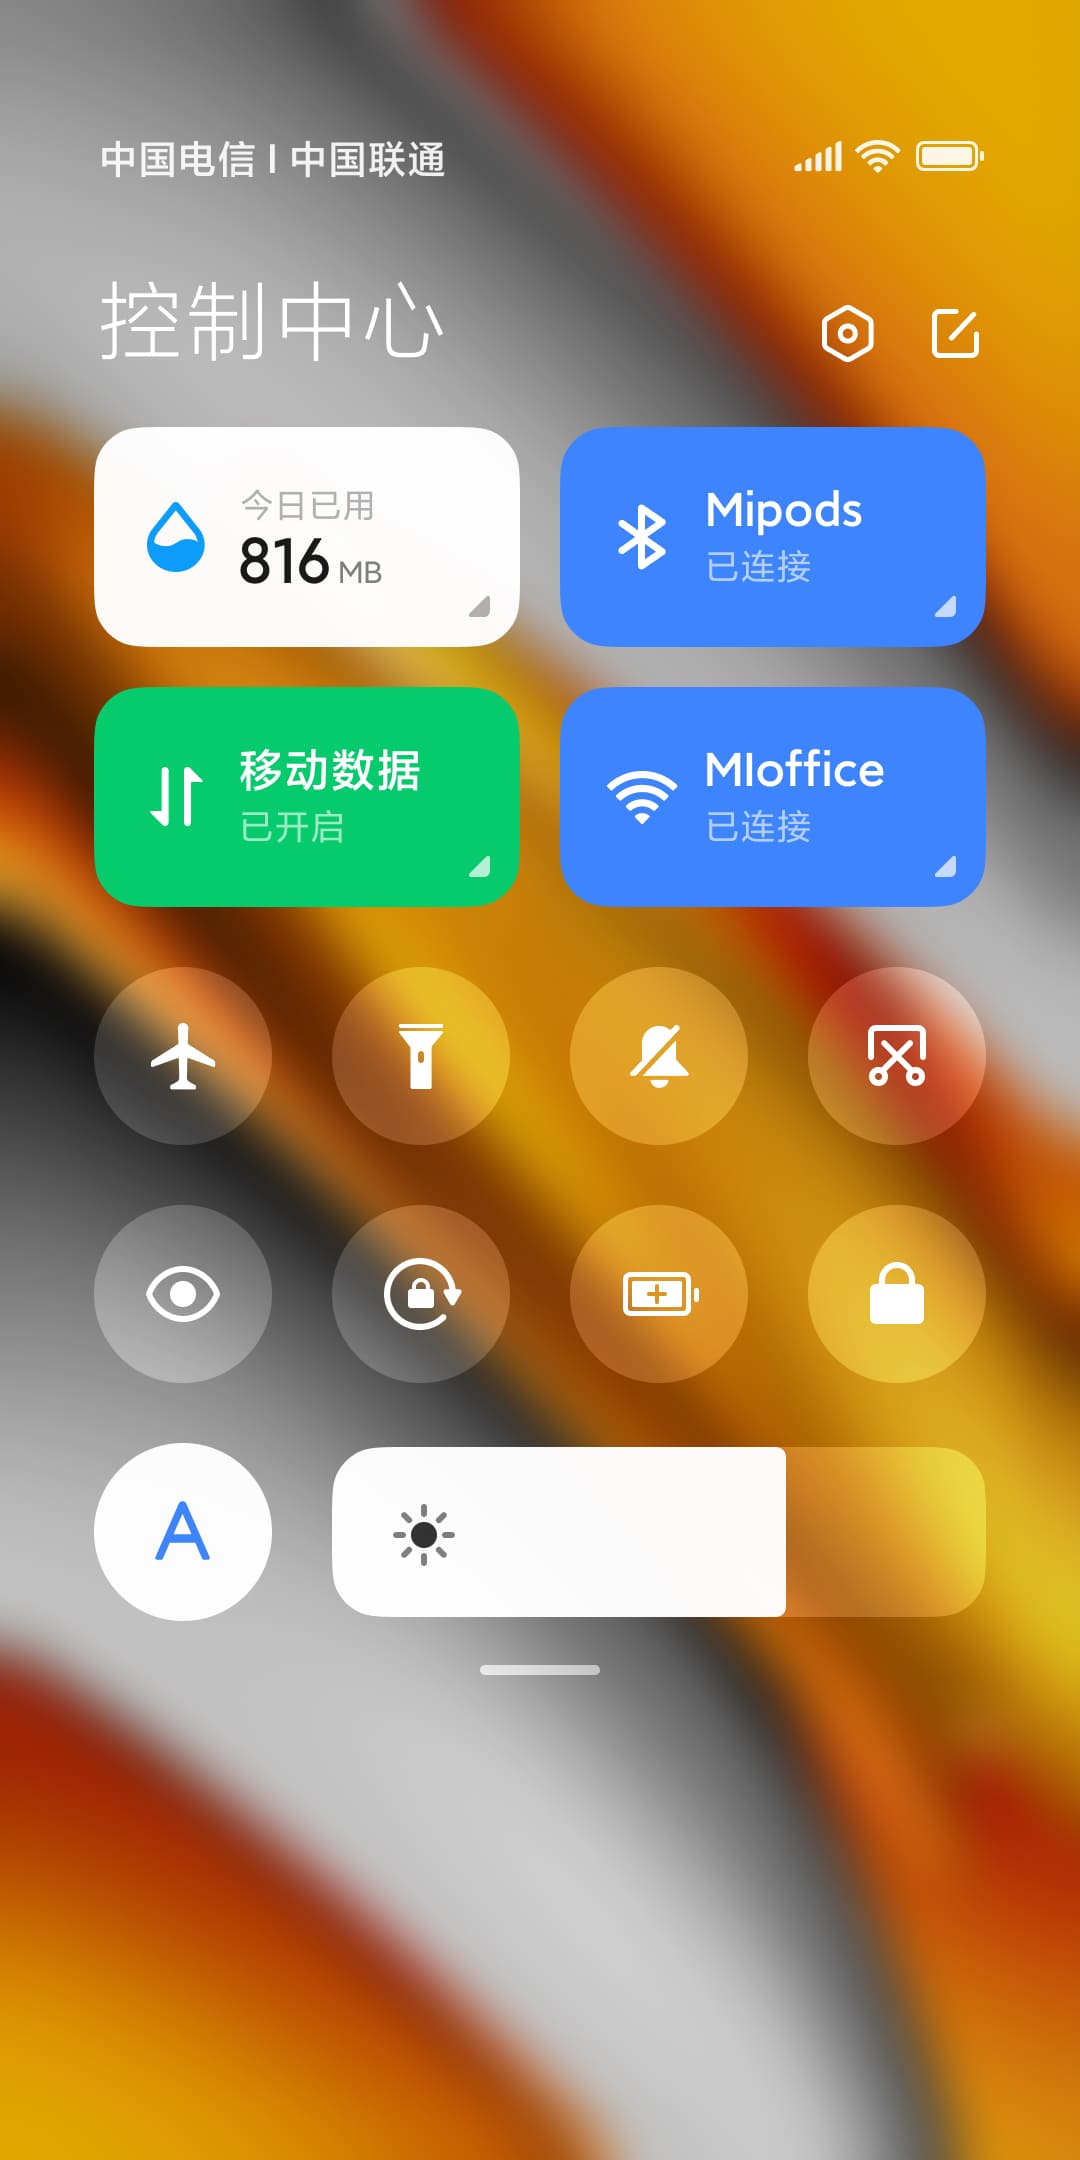 中国电信 | 中国联通
控制中心
今日已用
816 MB
Mipods
已连接
移动数据
已开启
MIoffice
已连接
A